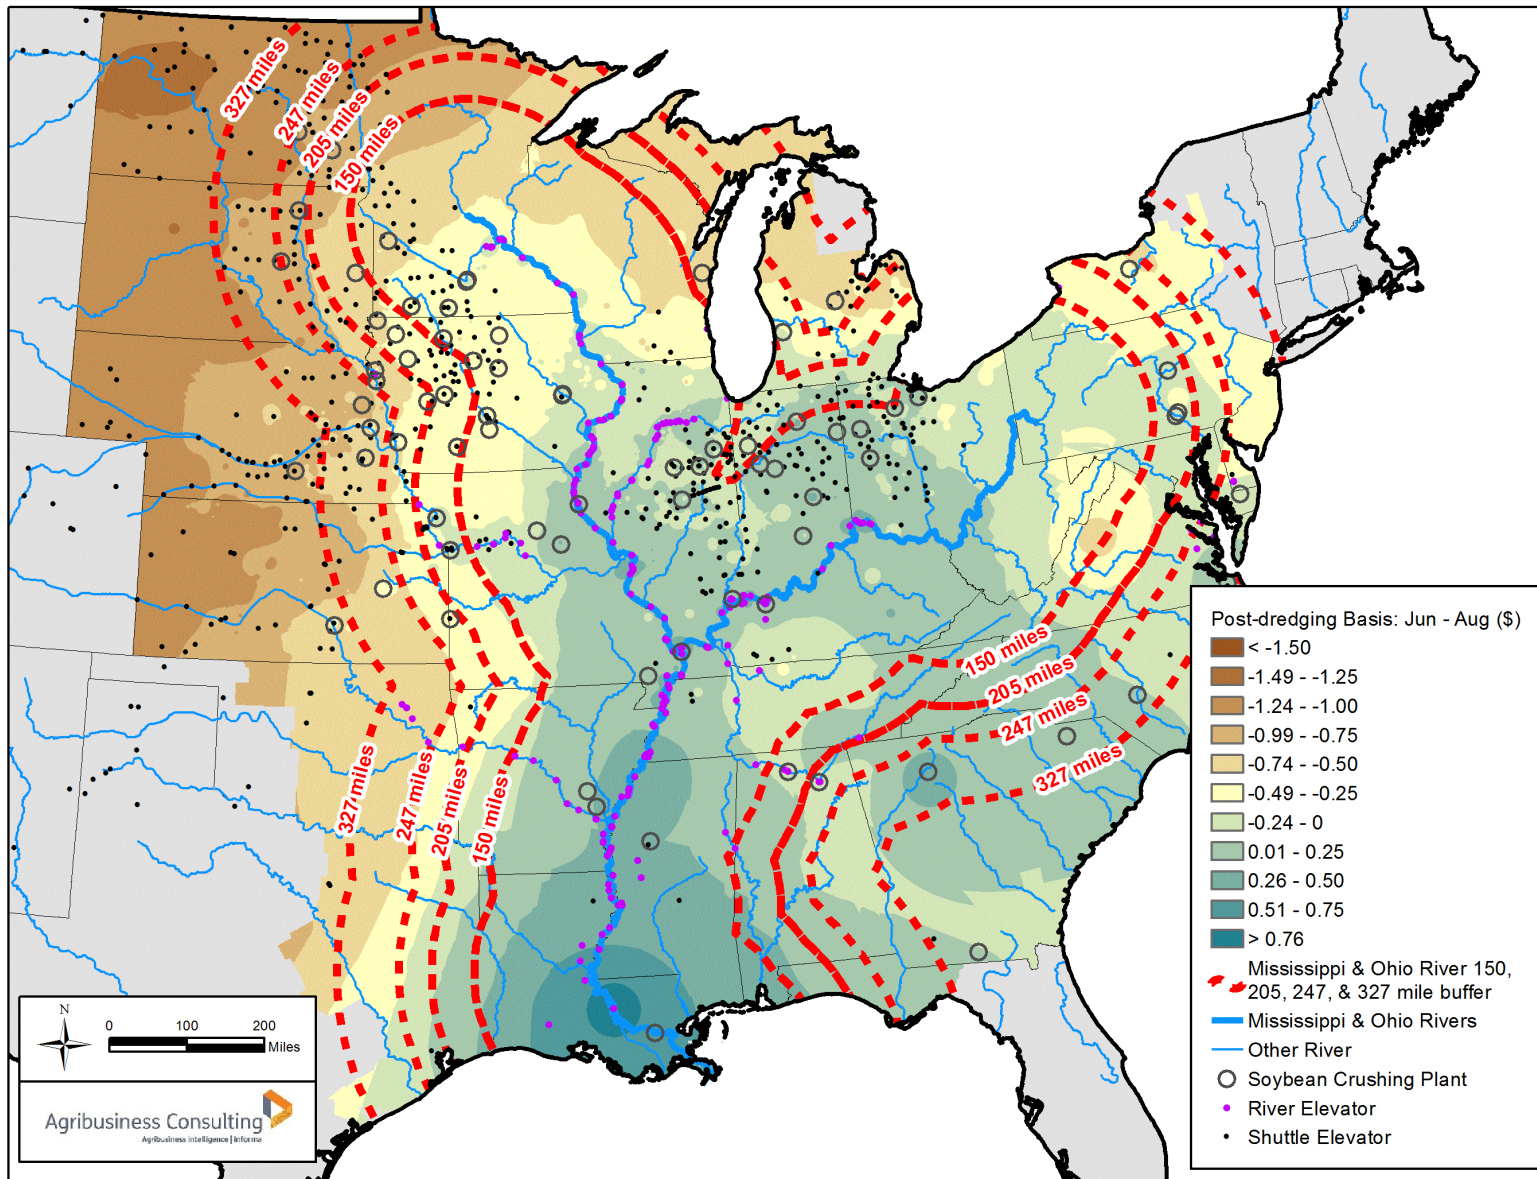 327 miles
247 miles
205 miles
150 miles
150 miles
205 miles
247 miles
327 miles
327 miles
247 miles
205 miles
150 miles
N
0 100 200
Miles
Agribusiness Consulting
Agribusiness intelligence | informa
Post-dredging Basis: Jun - Aug ($)
< -1.50
-1.49 - -1.25
-1.24 - -1.00
-0.99 - -0.75
-0.74 - -0.50
-0.49 - -0.25
-0.24 - 0
0.01 - 0.25
0.26 - 0.50
0.51 - 0.75
> 0.76
Mississippi & Ohio River 150,
205, 247, & 327 mile buffer
Mississippi & Ohio Rivers
Other River
Soybean Crushing Plant
River Elevator
Shuttle Elevator